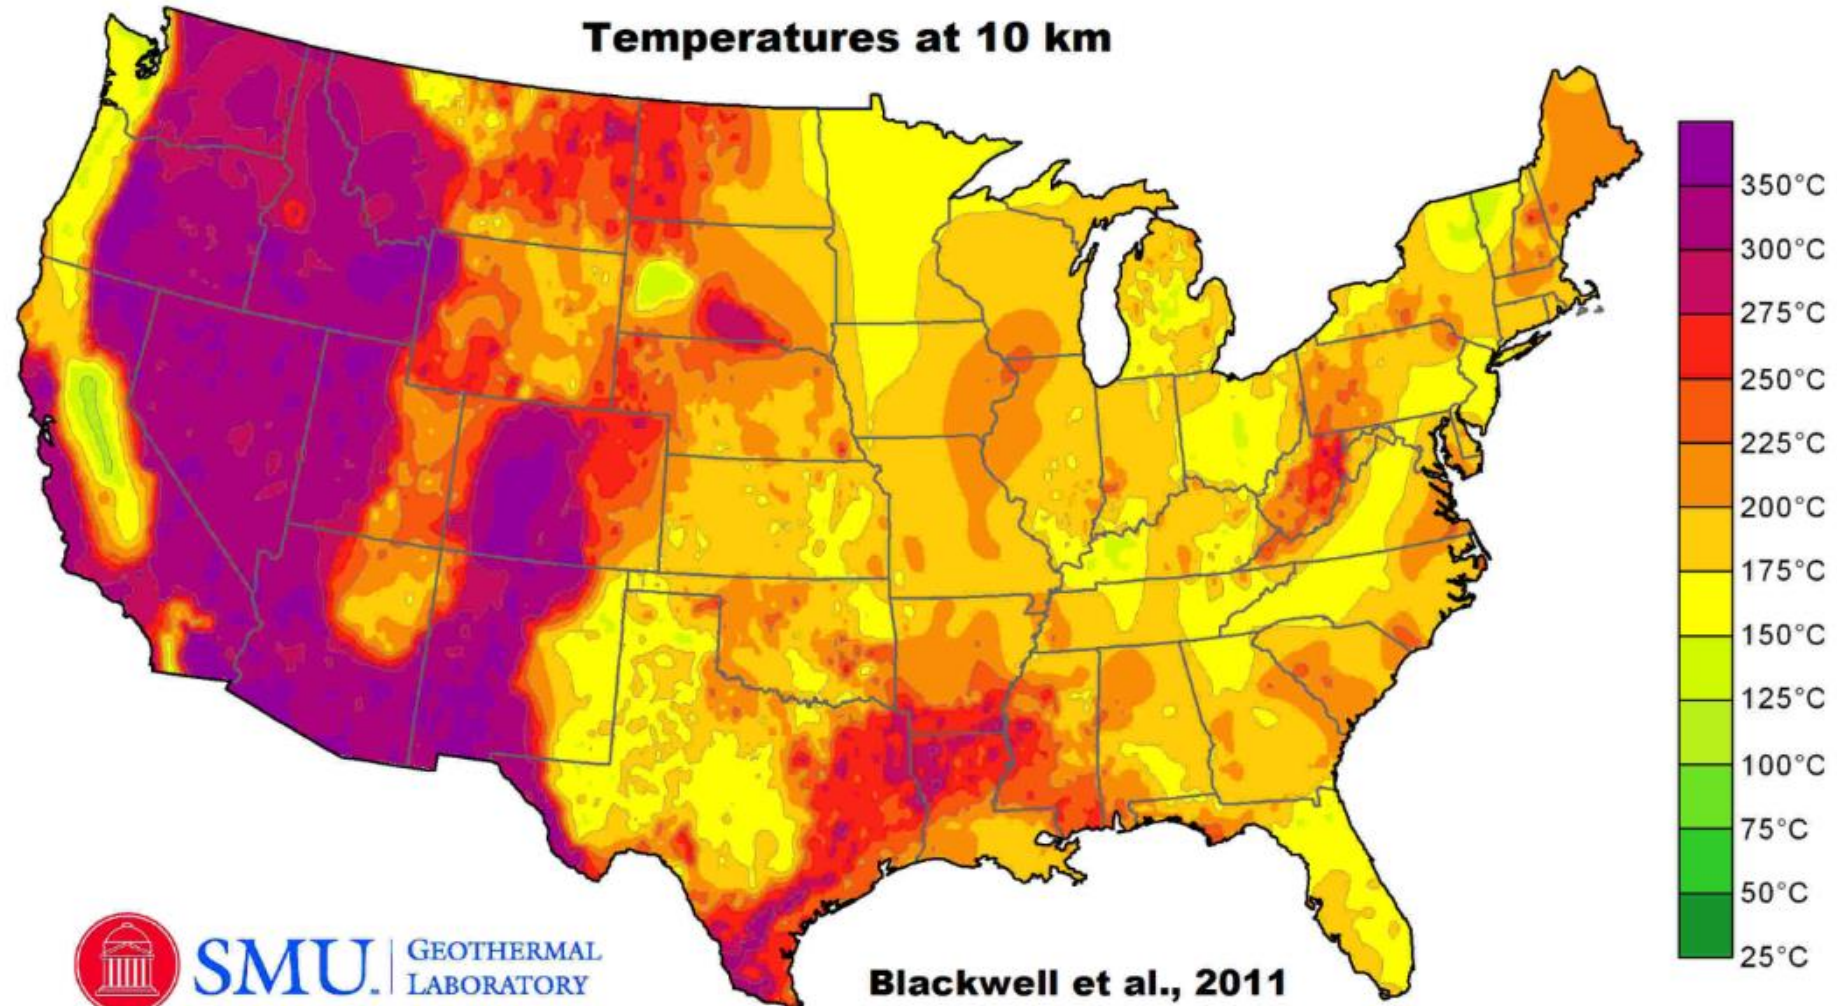 Temperatures at 10 km
350°C
300°C
275°C
250°C
225°C
200°C
175°C
150°C
125°C
100°C
75°C
50°C
25°C
SMU.
GEOTHERMAL
LABORATORY
Blackwell et al., 2011